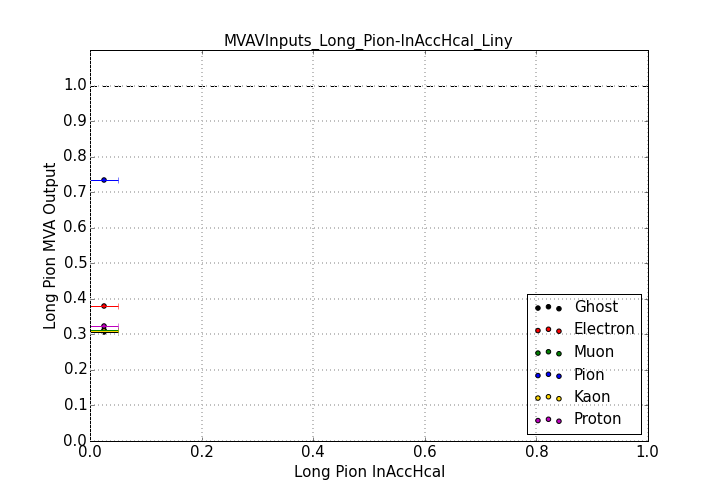 MVAVInputs_Long_Pion-InAccHcal_Liny
1.0
0.9
0.8
0.7
0.6
0.5
0.4
0.3
0.2
0.1
0.0
Long Pion MVA Output
Ghost
Electron
Muon
Pion
Kaon
Proton
0.0 0.2 0.4 0.6 0.8 1.0
Long Pion InAccHcal